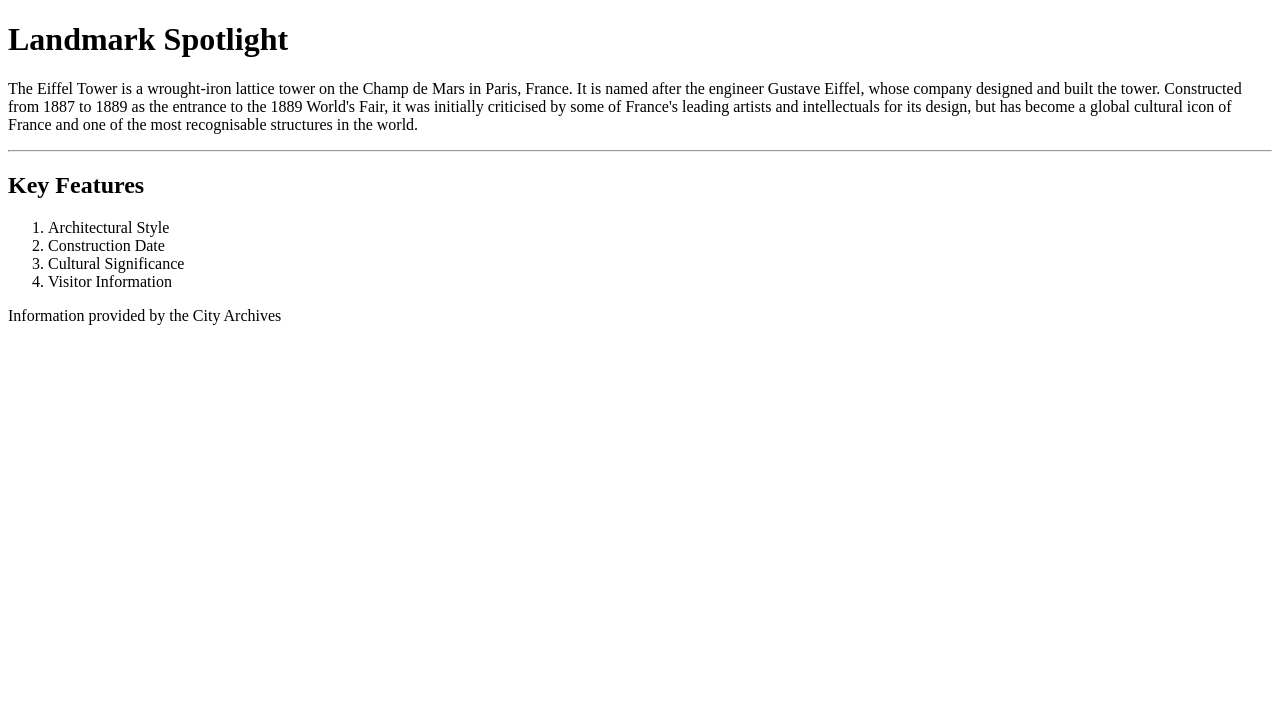 Landmark Spotlight
The Eiffel Tower is a wrought-iron lattice tower on the Champ de Mars in Paris, France. It is named after the engineer Gustave Eiffel, whose company designed and built the tower. Constructed
from 1887 to 1889 as the entrance to the 1889 World's Fair, it was initially criticised by some of France's leading artists and intellectuals for its design, but has become a global cultural icon of
France and one of the most recognisable structures in the world.
Key Features
1. Architectural Style
2. Construction Date
3. Cultural Significance
4. Visitor Information
Information provided by the City Archives